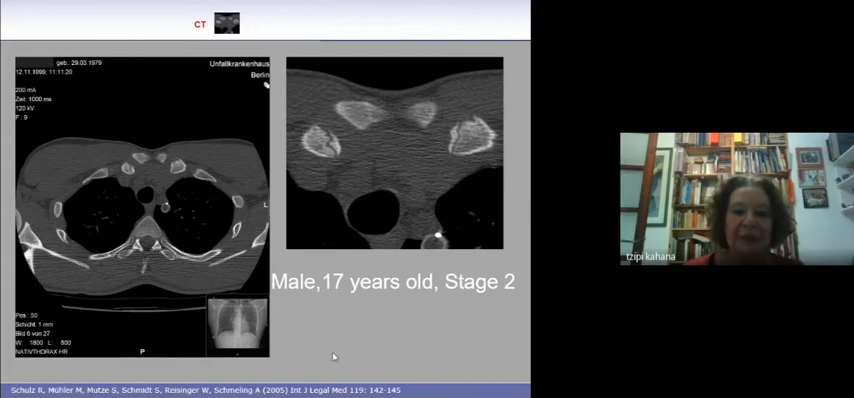 CT
geb.: 29.03.1979
12.11.1999, 11:11:20
Unfallkrankenhaus
Berlin
200 mA
Zeit: 1000 ms
120 kV
F : 9
L
Male,17 years old, Stage 2
Pos : 50
Schicht. 1 mm
Bild 6 von 27
W: 1800 L: 500
NATIVTHORAX.HR
P
Schulz R, Mühler M, Mutze S, Schmidt S, Reisinger W, Schmeling A (2005) Int J Legal Med 119: 142-145
tzipi kahana